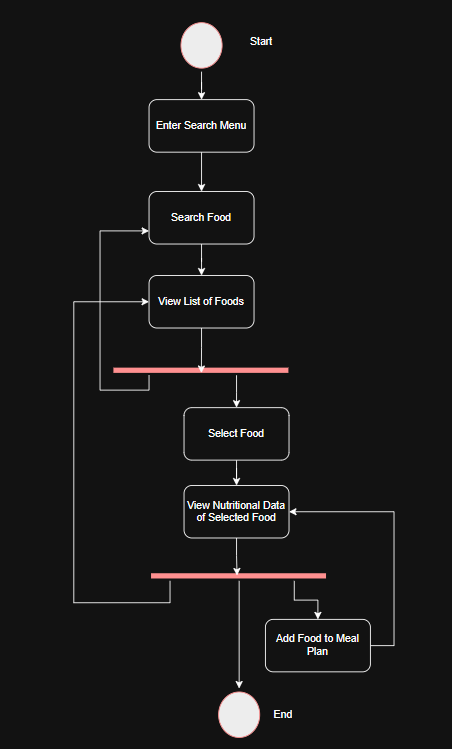 Start
Enter Search Menu
Search Food
View List of Foods
Select Food
View Nutritional Data
of Selected Food
Add Food to Meal
Plan
End